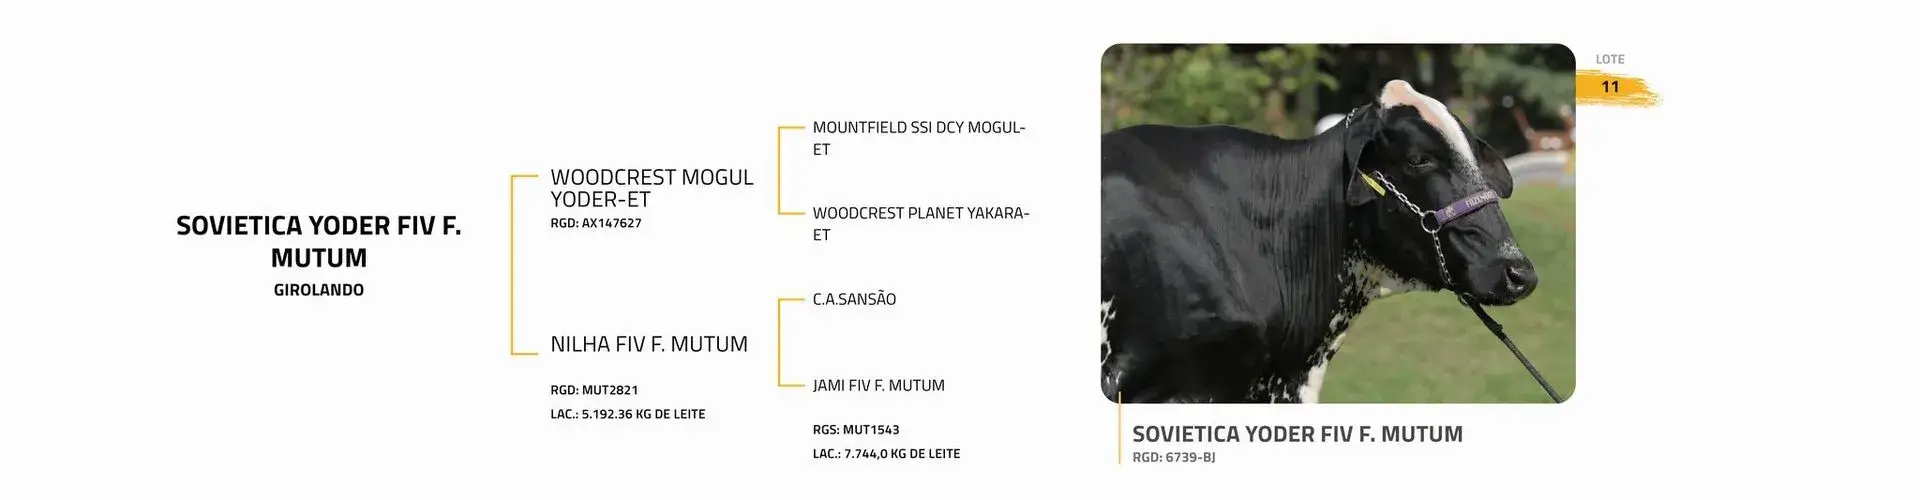 SOVIETICA YODER FIV F.
MUTUM
GIROLANDO
WOODCREST MOGUL
YODER-ET
RGD: AX147627
NILHA FIV F. MUTUM
RGD: MUT2821
LAC.: 5.192.36 KG DE LEITE
MOUNTFIELD SSI DCY MOGUL-
ET
WOODCREST PLANET YAKARA-
ET
C.A.SANSÃO
JAMI FIV F. MUTUM
RGS: MUT1543
LAC.: 7.744,0 KG DE LEITE
LOTE
11
SOVIETICA YODER FIV F. MUTUM
RGD: 6739-BJ